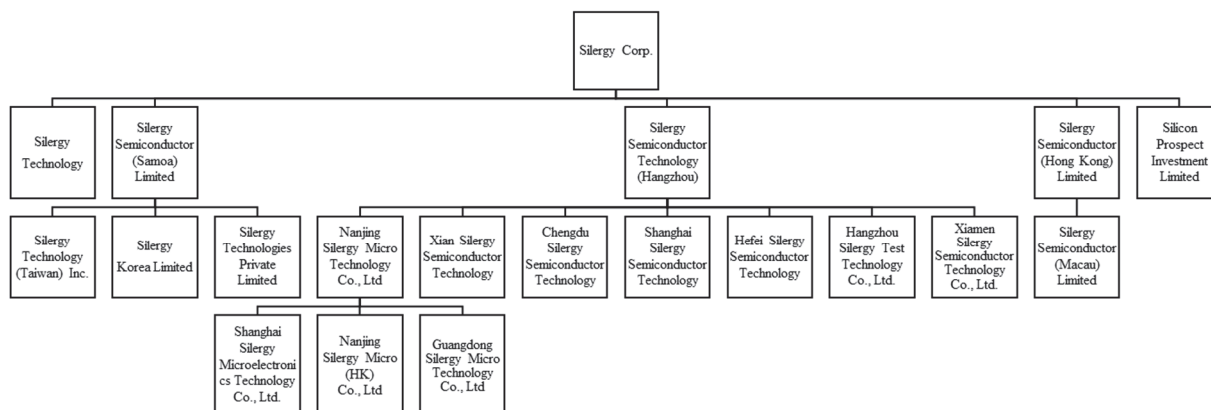 Silergy Corp.
Silergy
Technology
Silergy
Semiconductor
(Samoa)
Limited
Silergy
Semiconductor
Technology
(Hangzhou)
Silergy
Semiconductor
(Hong Kong)
Limited
Silicon
Prospect
Investment
Limited
Silergy
Technology
(Taiwan) Inc.
Silergy
Korea Limited
Silergy
Technologies
Private
Limited
Nanjing
Silergy Micro
Technology
Co., Ltd
Xian Silergy
Semiconductor
Technology
Chengdu
Silergy
Semiconductor
Technology
Shanghai
Silergy
Semiconductor
Technology
Hefei Silergy
Semiconductor
Technology
Hangzhou
Silergy Test
Technology
Co., Ltd.
Xiamen
Silergy
Semiconductor
Technology
Co., Ltd.
Silergy
Semiconductor
(Macau)
Limited
Shanghai
Silergy
Microelectroni
cs Technology
Co., Ltd.
Nanjing
Silergy Micro
(HK)
Co., Ltd
Guangdong
Silergy Micro
Technology
Co., Ltd